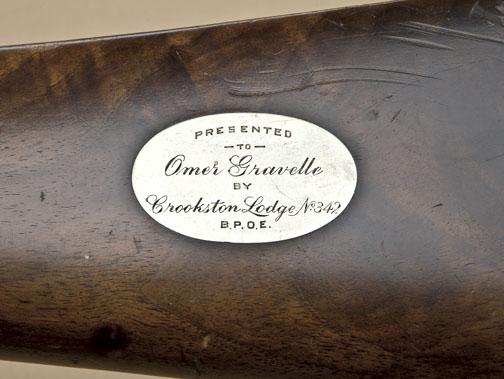 PRESENTED
— TO —
Omer Gravelle
BY
Crookston Lodge No 342
B.P.O.E.